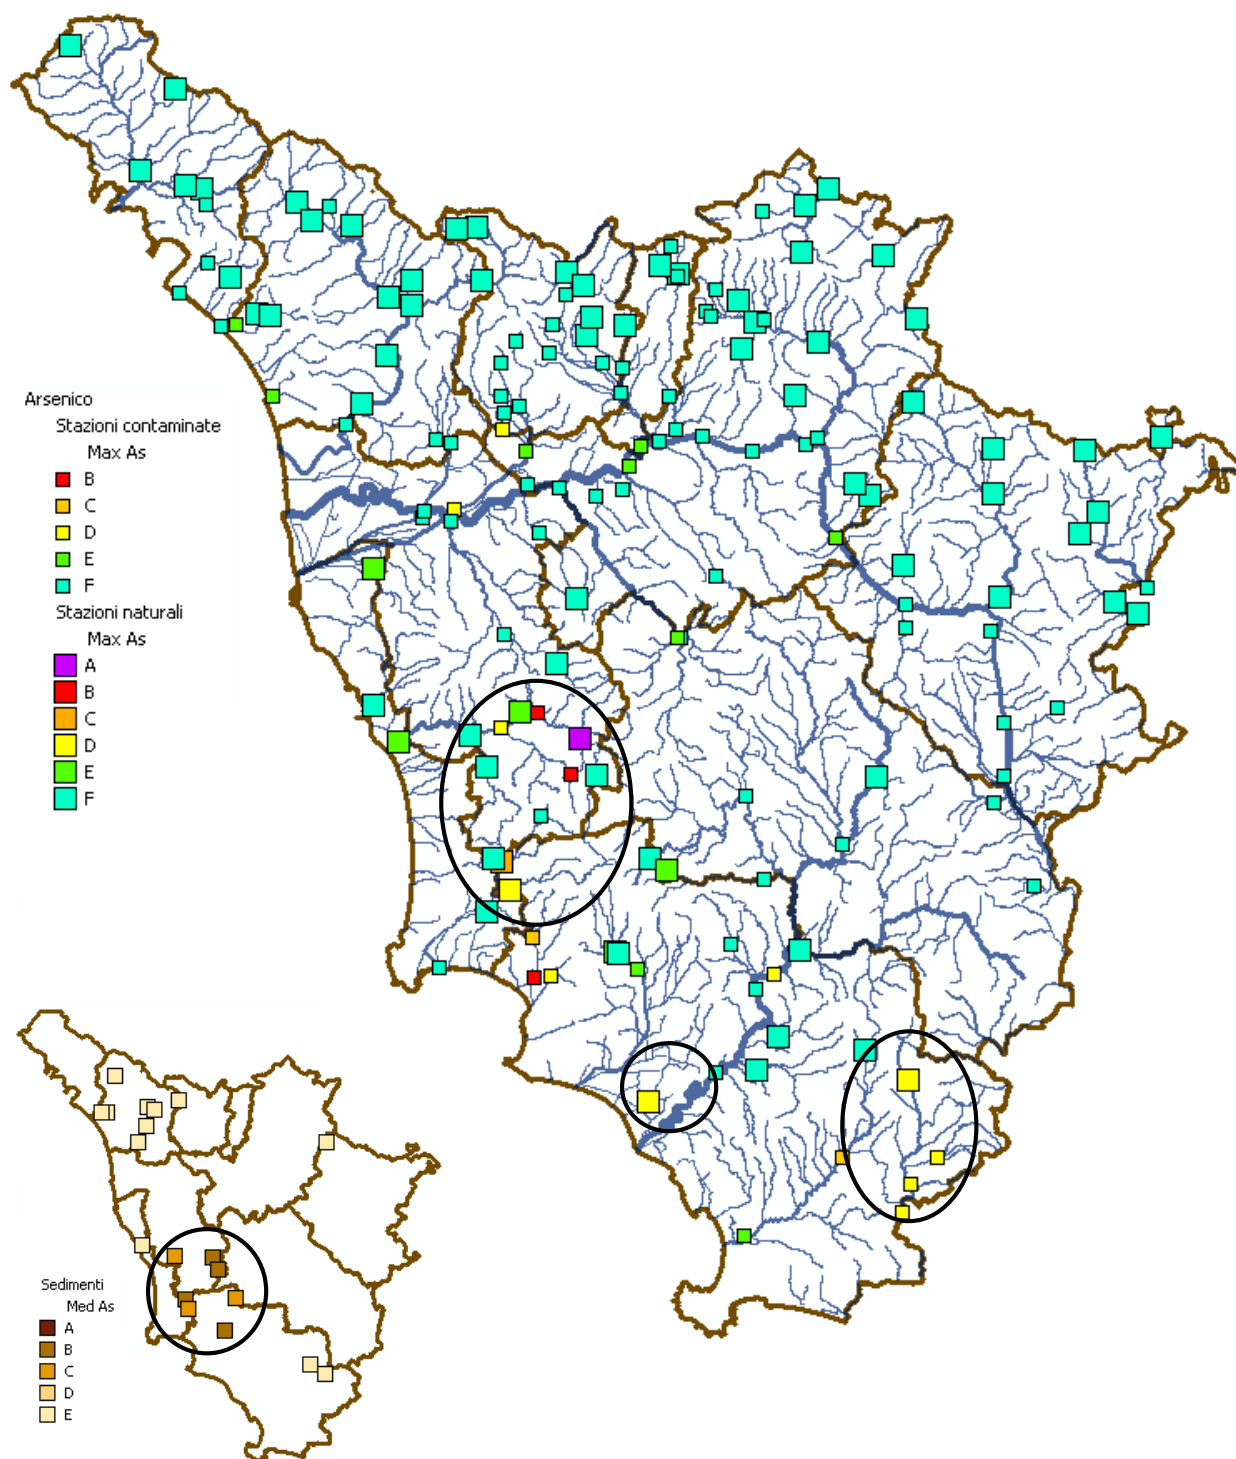 Arsenico
Stazioni contaminate
Max As
B
C
D
E
F
Stazioni naturali
Max As
A
B
C
D
E
F
Sedimenti
Med As
A
B
C
D
E